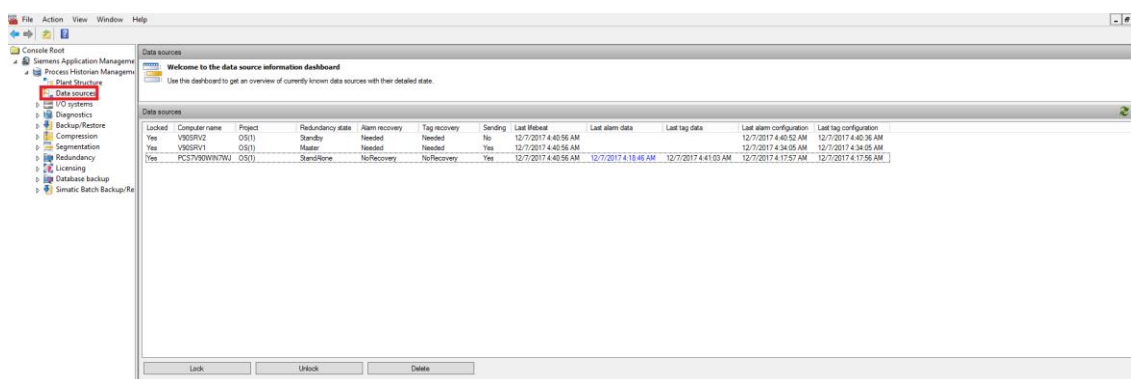 File Action View Window Help
Console Root
Siemens Application Manageme
Process Historian Manageme
Plant Structure
Data sources
I/O systems
Diagnostics
Backup/Restore
Compression
Segmentation
Redundancy
Licensing
Database backup
Simatic Batch Backup/Re
Data sources
Welcome to the data source information dashboard
Use this dashboard to get an overview of currently known data sources with their detailed state.
Data sources
Locked Computer name Project Redundancy state Alarm recovery Tag recovery Sending Last lifebeat Last alarm data Last tag data Last alarm configuration Last tag configuration
Yes V90SRV2 OS(1) Standby Needed Needed No 12/7/2017 4:40:56 AM 12/7/2017 4:40:52 AM 12/7/2017 4:40:36 AM
Yes V90SRV1 OS(1) Master Needed Needed Yes 12/7/2017 4:40:56 AM 12/7/2017 4:34:05 AM 12/7/2017 4:34:05 AM
Yes PCS7V90WIN7WJ OS(1) StandAlone NoRecovery NoRecovery Yes 12/7/2017 4:40:56 AM 12/7/2017 4:18:46 AM 12/7/2017 4:41:03 AM 12/7/2017 4:17:57 AM 12/7/2017 4:17:56 AM
Lock Unlock Delete